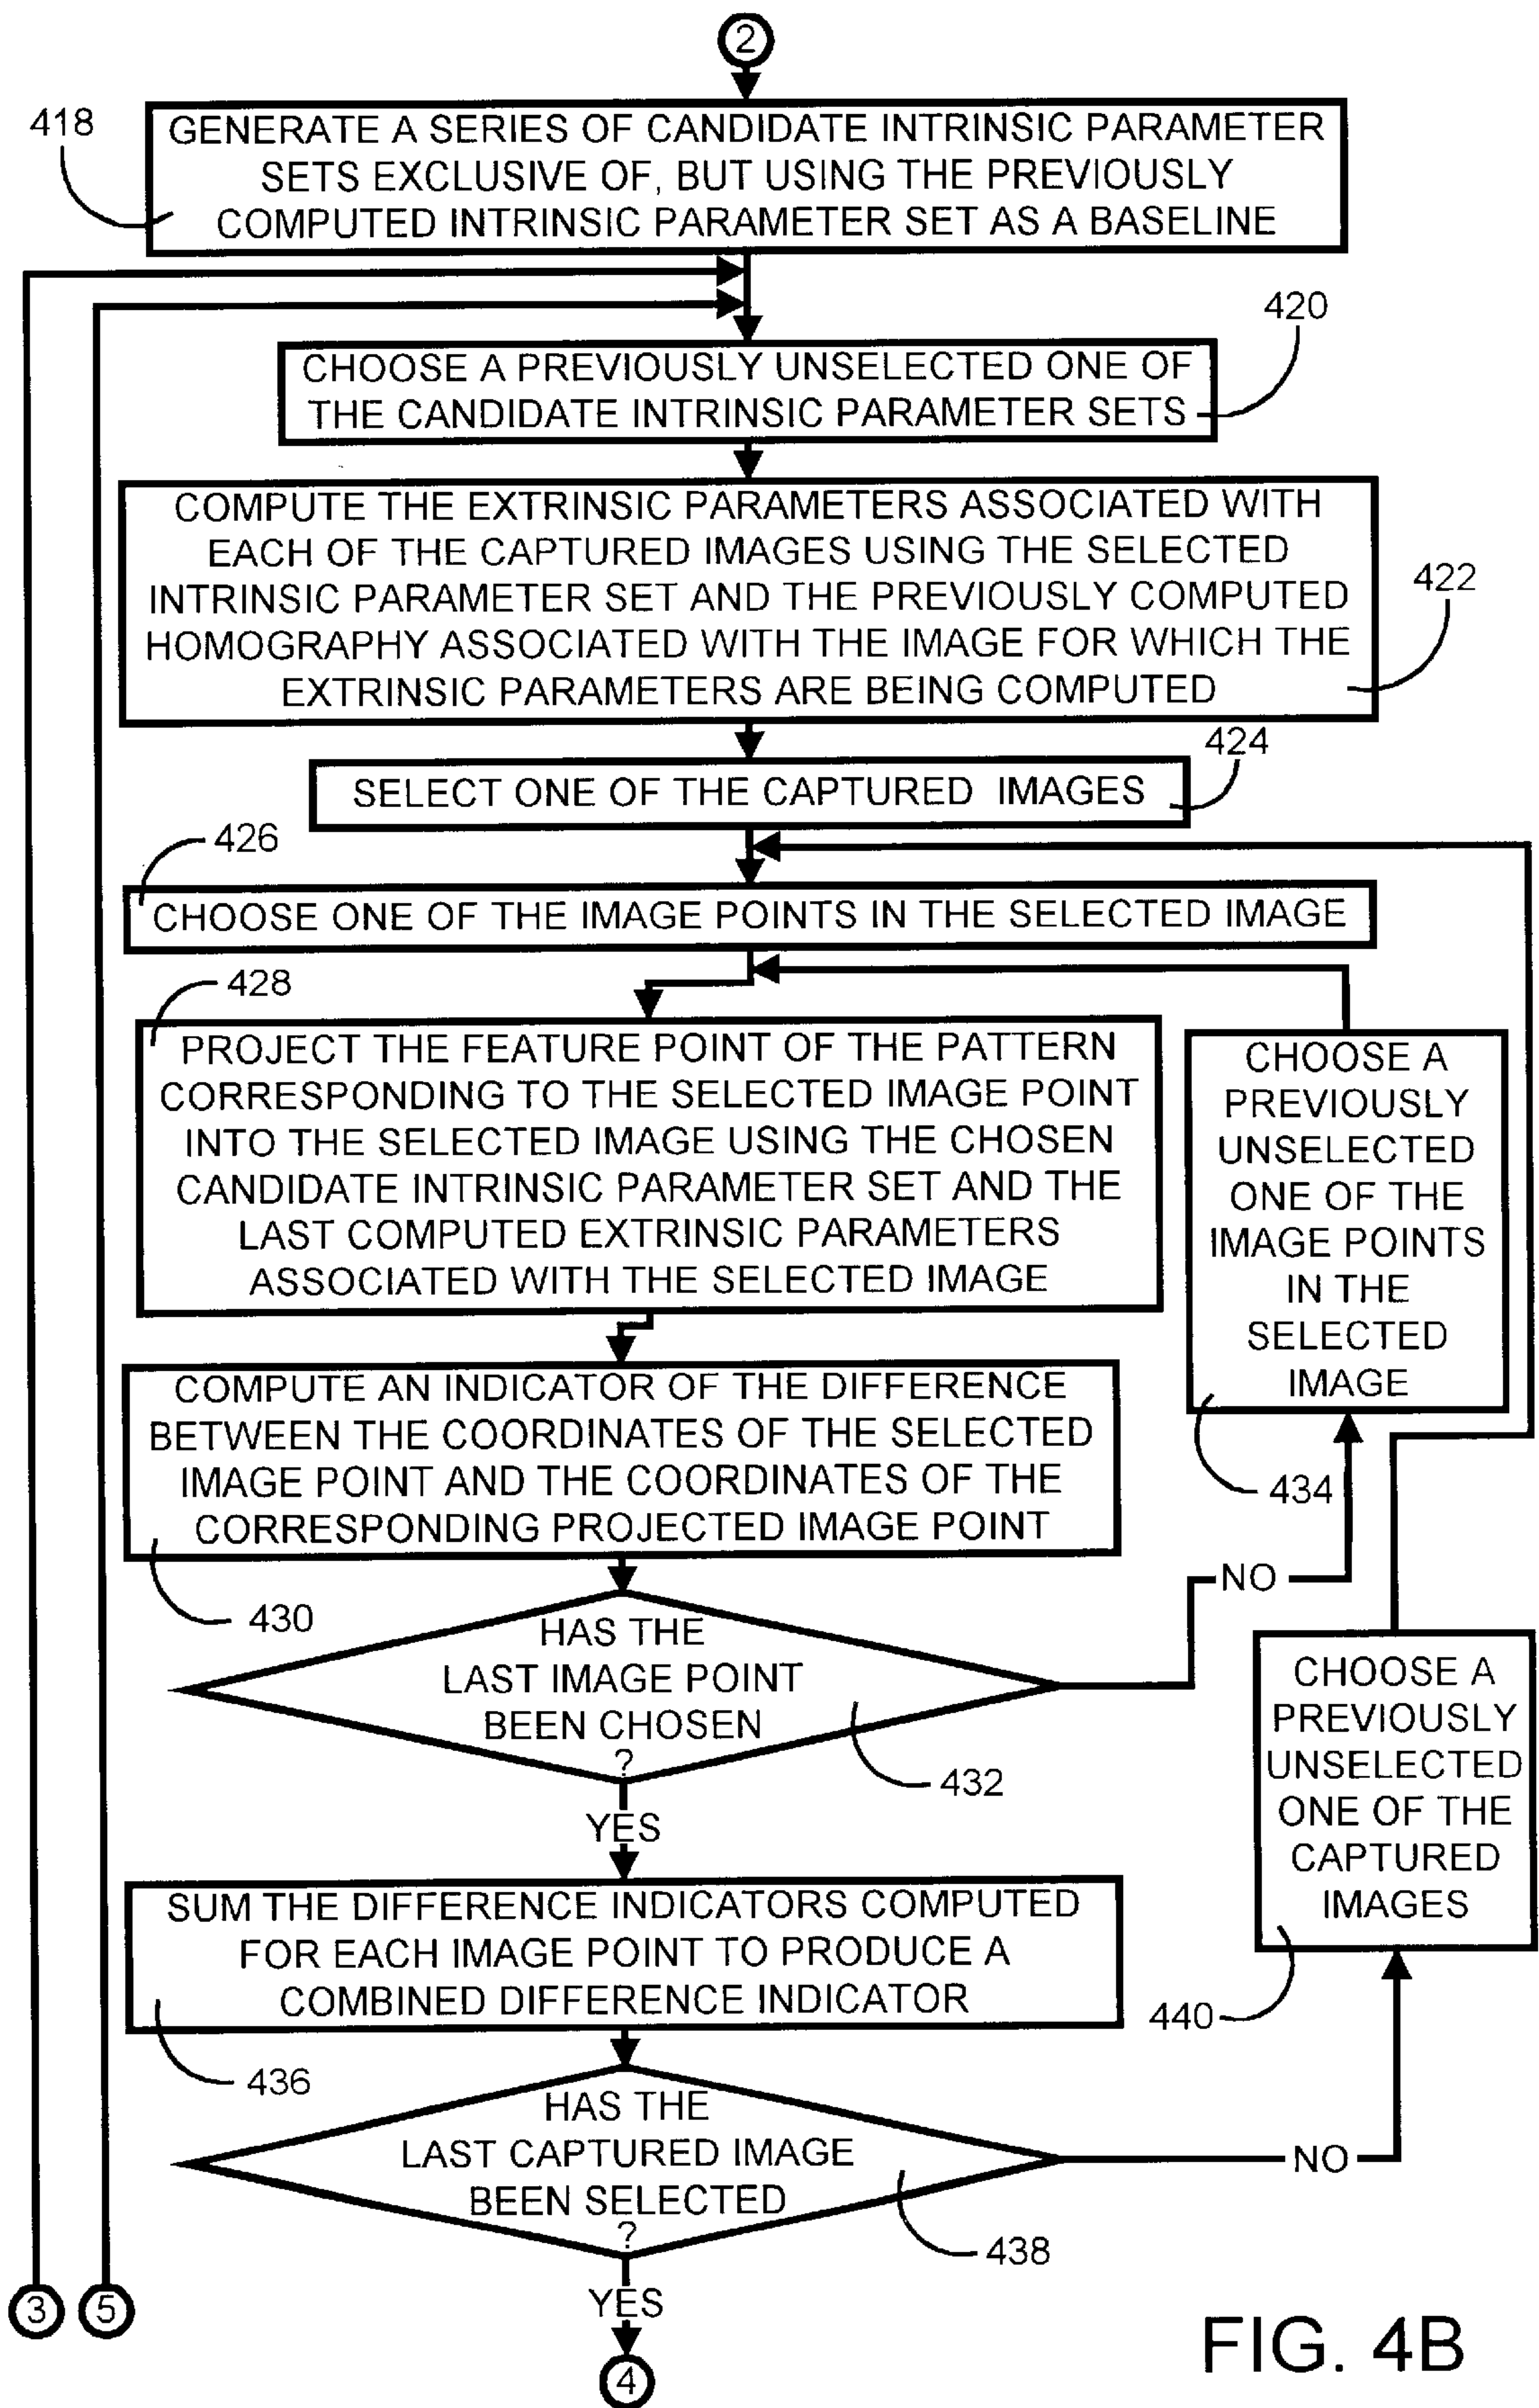 2
418
GENERATE A SERIES OF CANDIDATE INTRINSIC PARAMETER
SETS EXCLUSIVE OF, BUT USING THE PREVIOUSLY
COMPUTED INTRINSIC PARAMETER SET AS A BASELINE
420
CHOOSE A PREVIOUSLY UNSELECTED ONE OF
THE CANDIDATE INTRINSIC PARAMETER SETS
COMPUTE THE EXTRINSIC PARAMETERS ASSOCIATED WITH
EACH OF THE CAPTURED IMAGES USING THE SELECTED
INTRINSIC PARAMETER SET AND THE PREVIOUSLY COMPUTED
HOMOGRAPHY ASSOCIATED WITH THE IMAGE FOR WHICH THE
EXTRINSIC PARAMETERS ARE BEING COMPUTED
422
424
SELECT ONE OF THE CAPTURED IMAGES
426
CHOOSE ONE OF THE IMAGE POINTS IN THE SELECTED IMAGE
428
PROJECT THE FEATURE POINT OF THE PATTERN
CORRESPONDING TO THE SELECTED IMAGE POINT
INTO THE SELECTED IMAGE USING THE CHOSEN
CANDIDATE INTRINSIC PARAMETER SET AND THE
LAST COMPUTED EXTRINSIC PARAMETERS
ASSOCIATED WITH THE SELECTED IMAGE
CHOOSE A
PREVIOUSLY
UNSELECTED
ONE OF THE
IMAGE POINTS
IN THE
SELECTED
IMAGE
434
COMPUTE AN INDICATOR OF THE DIFFERENCE
BETWEEN THE COORDINATES OF THE SELECTED
IMAGE POINT AND THE COORDINATES OF THE
CORRESPONDING PROJECTED IMAGE POINT
430
NO
HAS THE
LAST IMAGE POINT
BEEN CHOSEN
?
432
YES
CHOOSE A
PREVIOUSLY
UNSELECTED
ONE OF THE
CAPTURED
IMAGES
440
SUM THE DIFFERENCE INDICATORS COMPUTED
FOR EACH IMAGE POINT TO PRODUCE A
COMBINED DIFFERENCE INDICATOR
436
HAS THE
LAST CAPTURED IMAGE
BEEN SELECTED
?
438
NO
YES
3
5
4
FIG. 4B